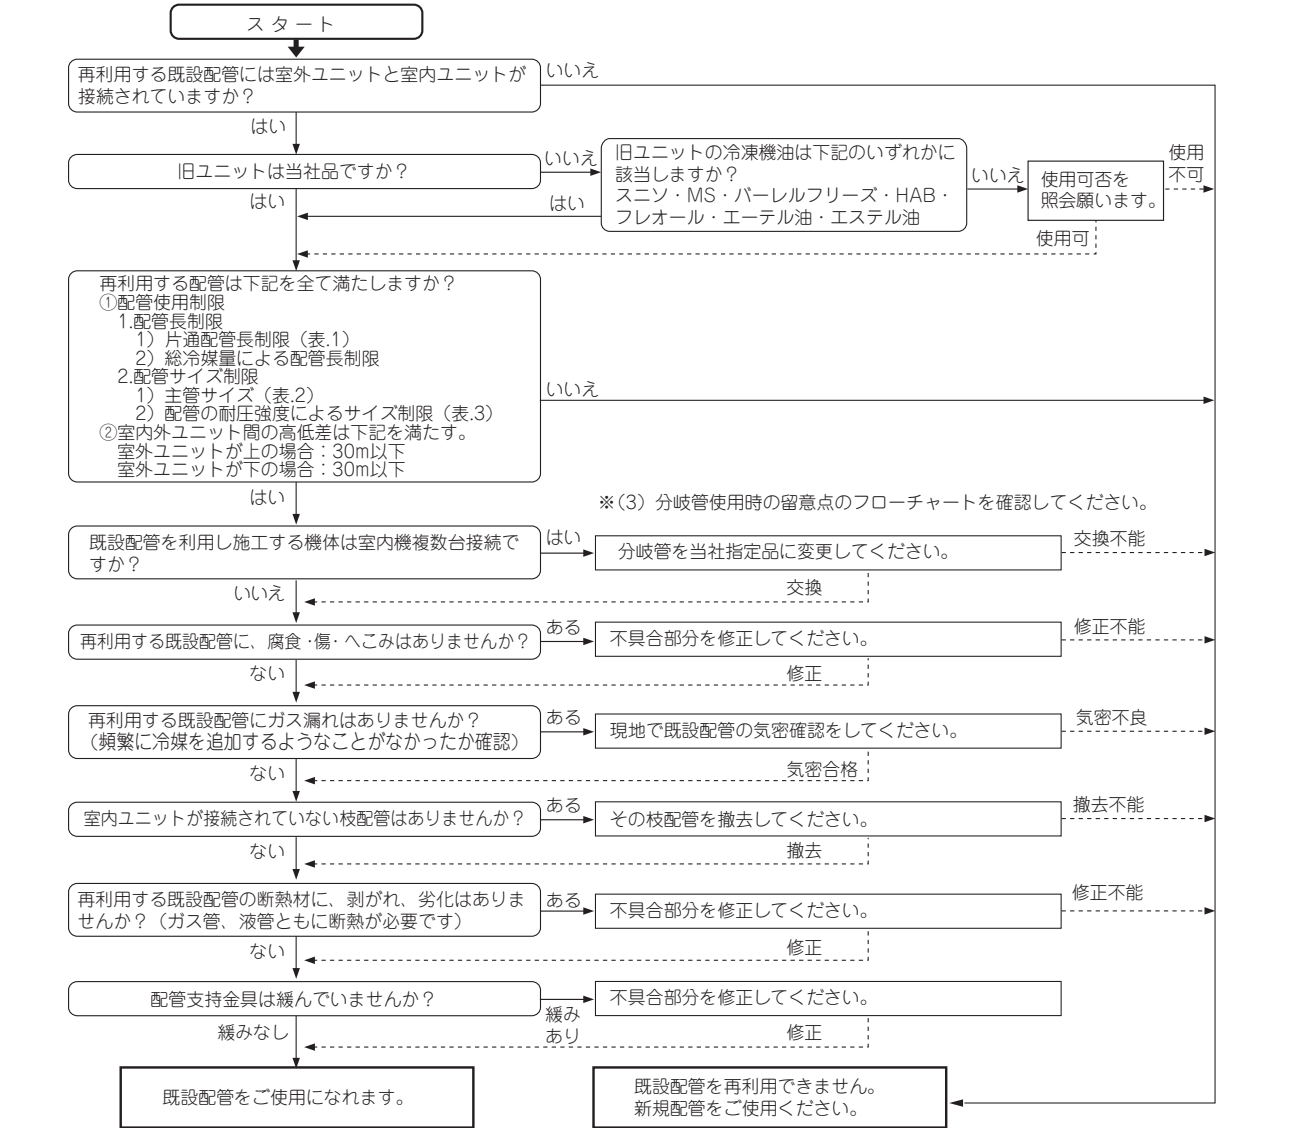 スタート
再利用する既設配管には室外ユニットと室内ユニットが
接続されていますか？
いいえ
はい
旧ユニットは当社品ですか？
いいえ
旧ユニットの冷凍機油は下記のいずれかに
該当しますか？
スニソ・MS・バーレルフリーズ・HAB・
フレオール・エーテル油・エステル油
いいえ
使用可否を
照会願います。
使用
不可
はい
はい
使用可
再利用する配管は下記を全て満たしますか？
①配管使用制限
1.配管長制限
1）片道配管長制限（表.1）
2）総冷媒量による配管長制限
2.配管サイズ制限
1）主管サイズ（表.2）
2）配管の耐圧強度によるサイズ制限（表.3）
②室内外ユニット間の高低差は下記を満たす。
室外ユニットが上の場合：30m以下
室外ユニットが下の場合：30m以下
いいえ
はい
※（3）分岐管使用時の留意点のフローチャートを確認してください。
既設配管を利用し施工する機体は室内機複数台接続で
すか？
はい
分岐管を当社指定品に変更してください。
交換不能
いいえ
交換
再利用する既設配管に、腐食・傷・へこみはありませんか？
ある
不具合部分を修正してください。
修正不能
ない
修正
再利用する既設配管にガス漏れはありませんか？
（頻繁に冷媒を追加するようなことがなかったか確認）
ある
現地で既設配管の気密確認をしてください。
気密不良
ない
気密合格
室内ユニットが接続されていない枝配管はありませんか？
ある
その枝配管を撤去してください。
撤去不能
ない
撤去
再利用する既設配管の断熱材に、剥がれ、劣化はありま
せんか？（ガス管、液管ともに断熱が必要です）
ある
不具合部分を修正してください。
修正不能
ない
修正
配管支持金具は緩んでいませんか？
緩み
あり
不具合部分を修正してください。
緩みなし
修正
既設配管をご使用になれます。
既設配管を再利用できません。
新規配管をご使用ください。